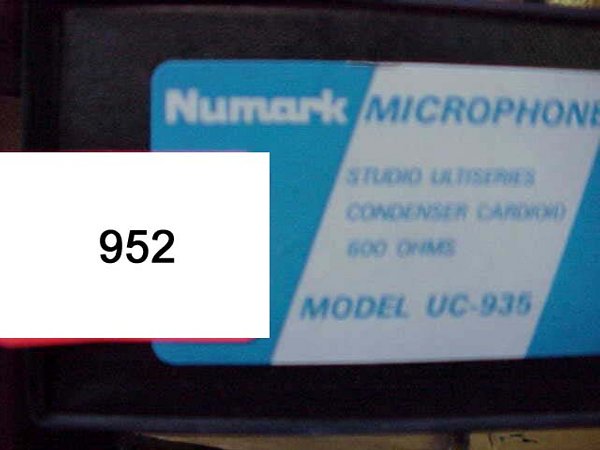 Numark MICROPHONE
952
STUDIO ULTISERIES
CONDENSER CARDIOID
600 OHMS
MODEL UC-935